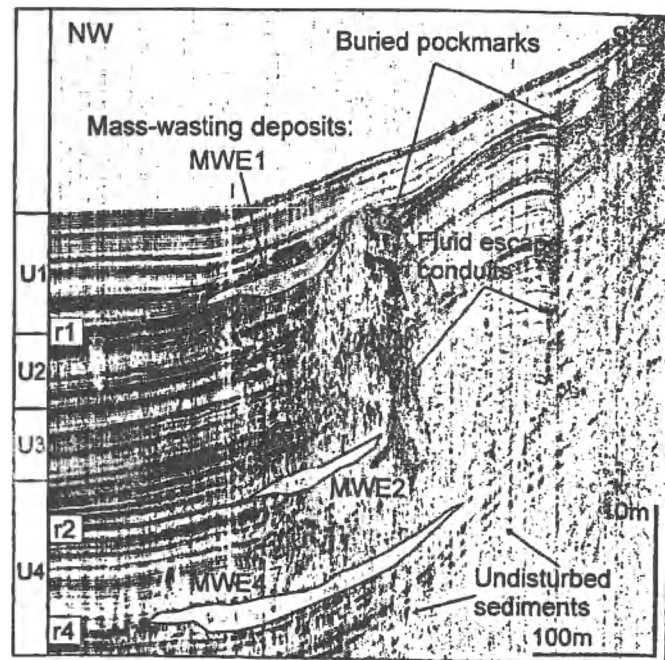 NW
Buried pockmarks
Mass-wasting deposits:
MWE1
Fluid escape
conduits
U1
r1
U2
U3
MWE2
r2
10m
U4
MWE4
Undisturbed
sediments
r4
100m